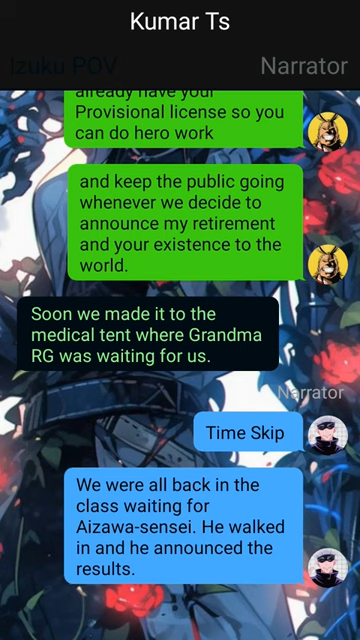 Kumar Ts
Izuku POV
Narrator
already have your
Provisional license so you
can do hero work
and keep the public going
whenever we decide to
announce my retirement
and your existence to the
world.
Soon we made it to the
medical tent where Grandma
RG was waiting for us.
Narrator
Time Skip
We were all back in the
class waiting for
Aizawa-sensei. He walked
in and he announced the
results.